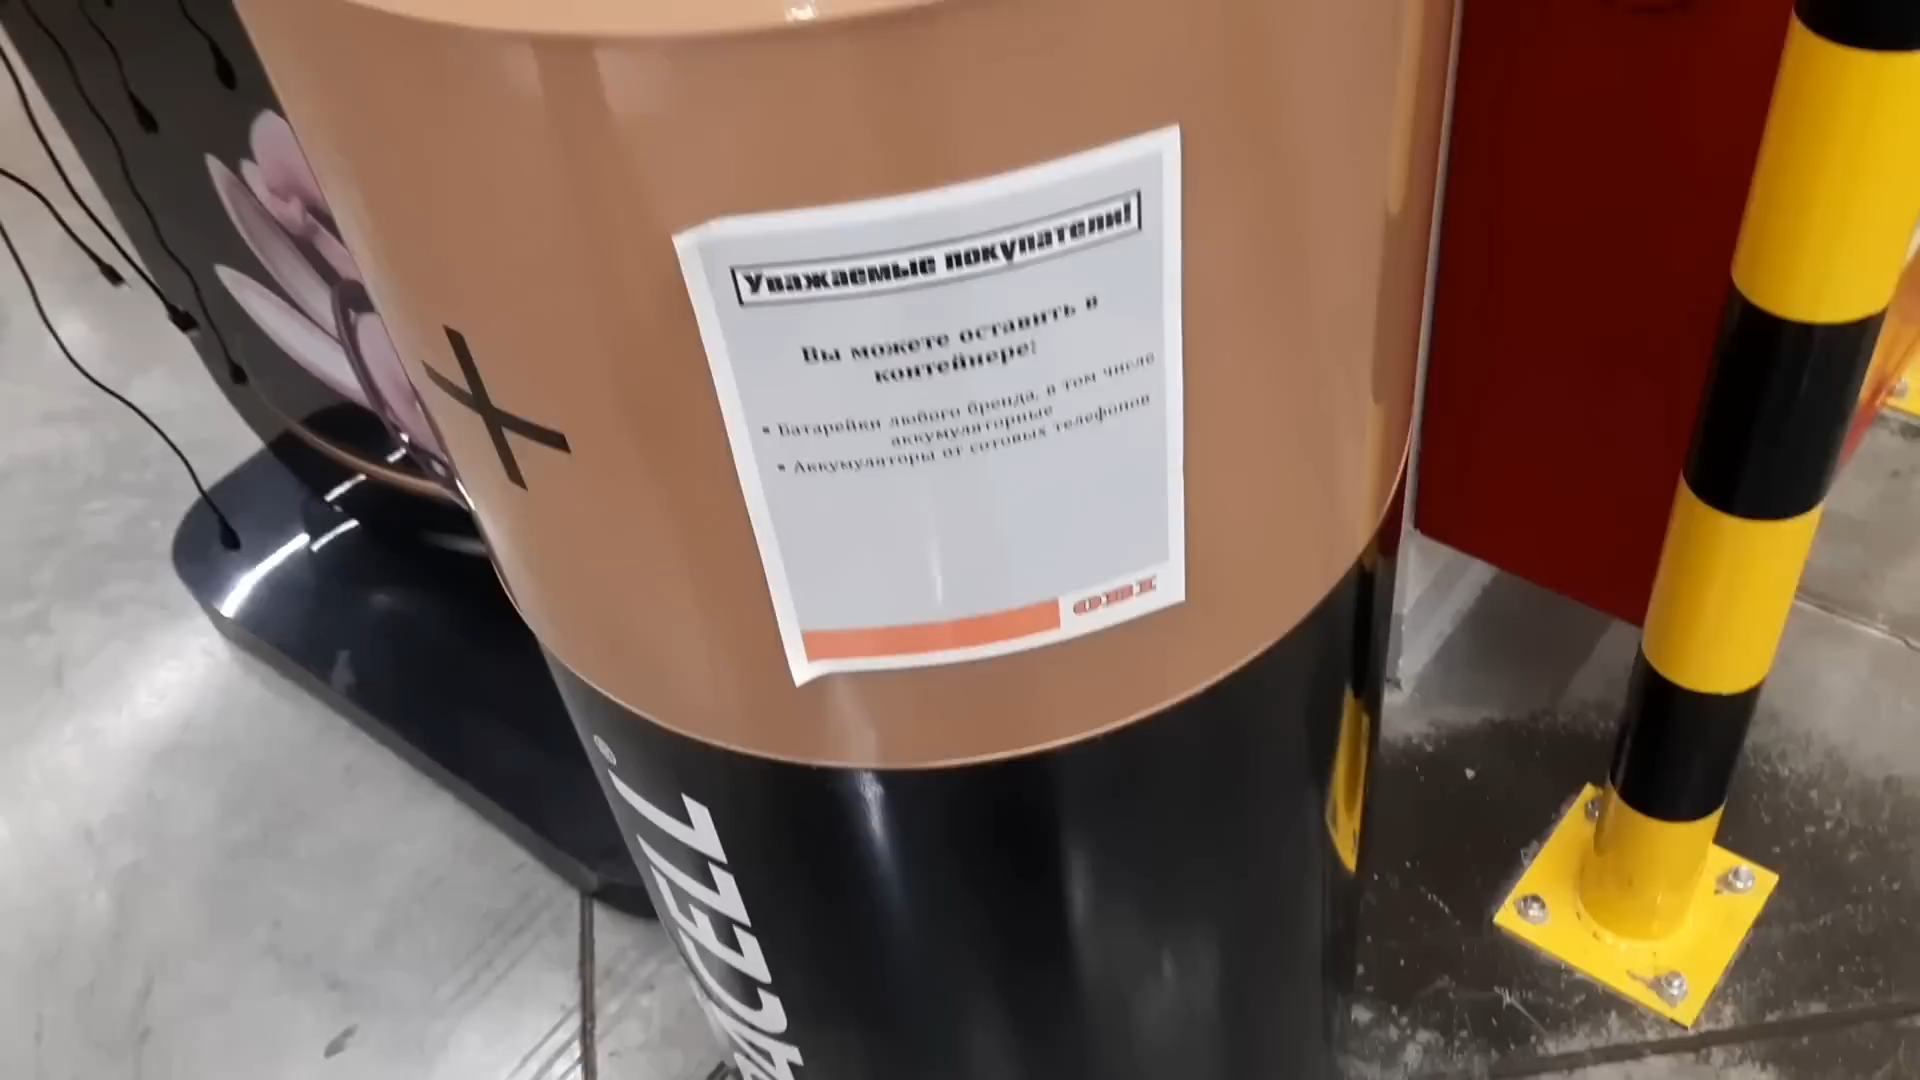 Уважаемые покупатели!
Вы можете оставить в
контейнере:
• Батарейки любого бренда, в том числе
аккумуляторные
• Аккумуляторы от сотовых телефонов
OBI
+
ACELL®